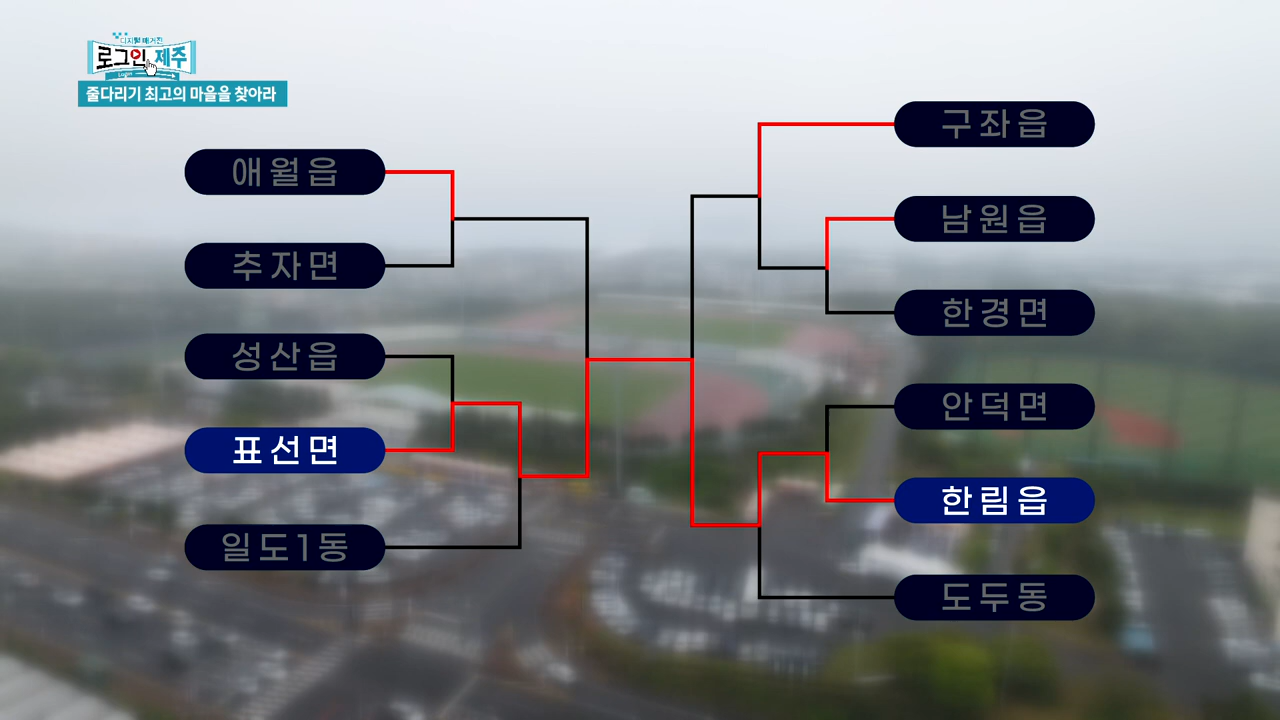 디지털 매거진
로그인 제주
Login
줄다리기 최고의 마을을 찾아라
애월읍
추자면
성산읍
표선면
일도1동
구좌읍
남원읍
한경면
안덕면
한림읍
도두동